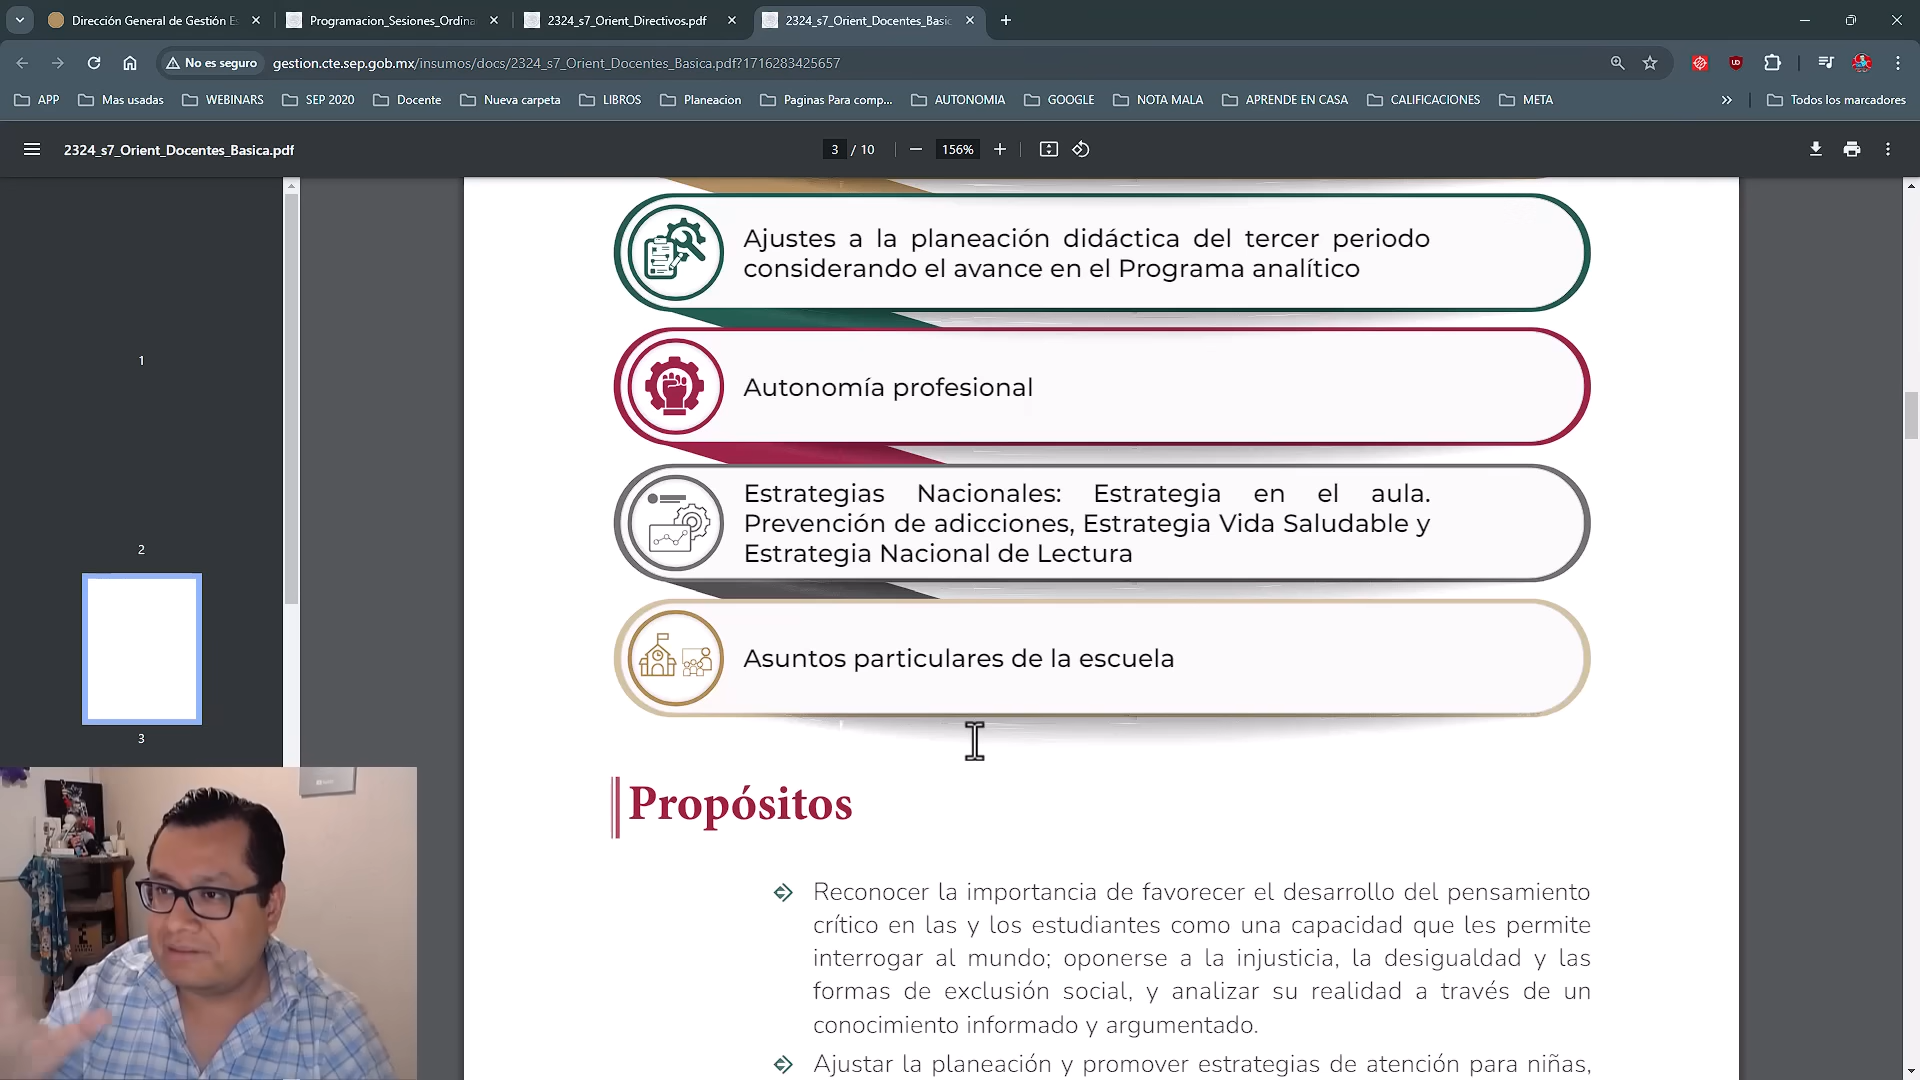 Dirección General de Gestión E
Programacion_Sesiones_Ordina
2324_s7_Orient_Directivos.pdf
2324_s7_Orient_Docentes_Basic
No es seguro
gestion.cte.sep.gob.mx/insumos/docs/2324_s7_Orient_Docentes_Basica.pdf?1716283425657
APP
Mas usadas
WEBINARS
SEP 2020
Docente
Nueva carpeta
LIBROS
Planeacion
Paginas Para comp...
AUTONOMIA
GOOGLE
NOTA MALA
APRENDE EN CASA
CALIFICACIONES
META
Todos los marcadores
2324_s7_Orient_Docentes_Basica.pdf
3 / 10
156%
1
2
3
Ajustes a la planeación didáctica del tercer periodo
considerando el avance en el Programa analítico
Autonomía profesional
Estrategias Nacionales: Estrategia en el aula.
Prevención de adicciones, Estrategia Vida Saludable y
Estrategia Nacional de Lectura
Asuntos particulares de la escuela
Propósitos
Reconocer la importancia de favorecer el desarrollo del pensamiento
crítico en las y los estudiantes como una capacidad que les permite
interrogar al mundo; oponerse a la injusticia, la desigualdad y las
formas de exclusión social, y analizar su realidad a través de un
conocimiento informado y argumentado.
Ajustar la planeación y promover estrategias de atención para niñas,